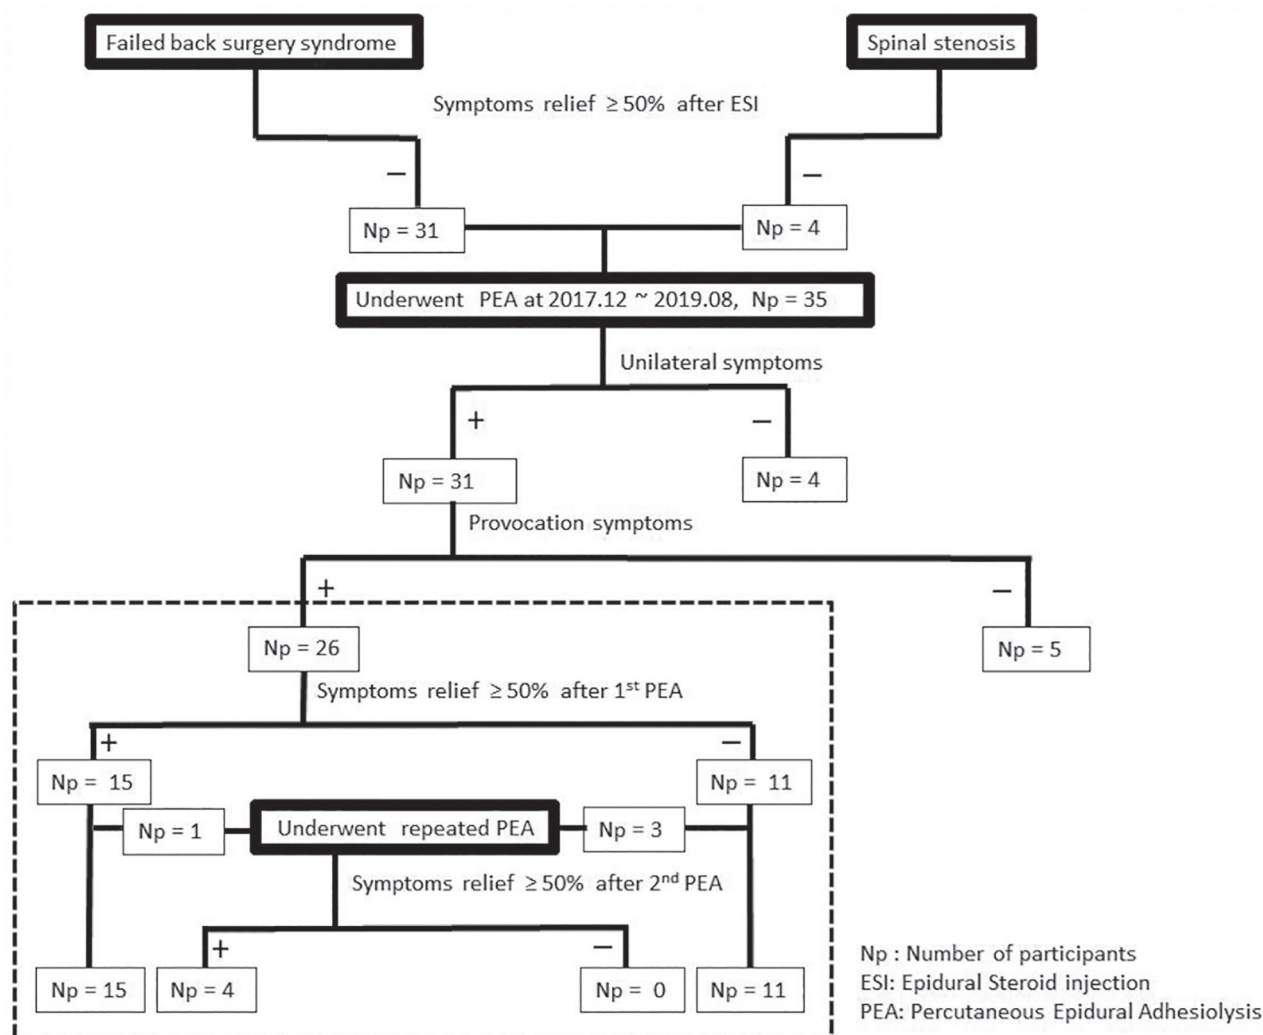 Failed back surgery syndrome
Spinal stenosis
Symptoms relief ≥ 50% after ESI
−
−
Np = 31
Np = 4
Underwent PEA at 2017.12 ~ 2019.08, Np = 35
Unilateral symptoms
+
−
Np = 31
Np = 4
Provocation symptoms
+
−
Np = 26
Np = 5
Symptoms relief ≥ 50% after 1st PEA
+
−
Np = 15
Np = 11
Np = 1
Underwent repeated PEA
Np = 3
Symptoms relief ≥ 50% after 2nd PEA
+
−
Np = 15
Np = 4
Np = 0
Np = 11
Np : Number of participants
ESI: Epidural Steroid injection
PEA: Percutaneous Epidural Adhesiolysis